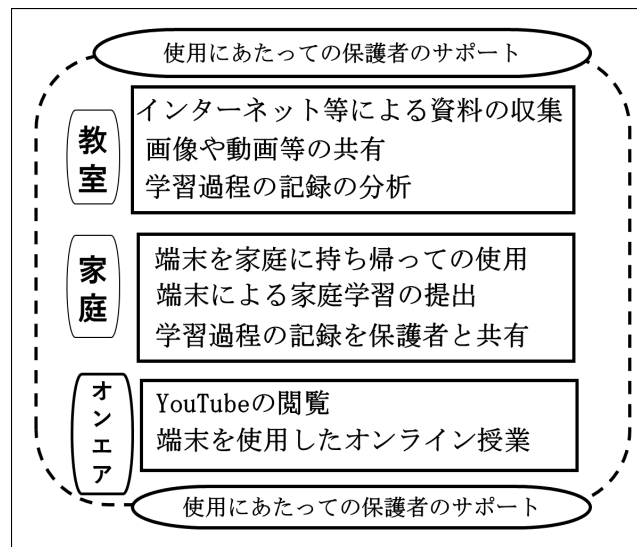 使用にあたっての保護者のサポート
教室
インターネット等による資料の収集
画像や動画等の共有
学習過程の記録の分析
家庭
端末を家庭に持ち帰っての使用
端末による家庭学習の提出
学習過程の記録を保護者と共有
オンエア
YouTubeの閲覧
端末を使用したオンライン授業
使用にあたっての保護者のサポート